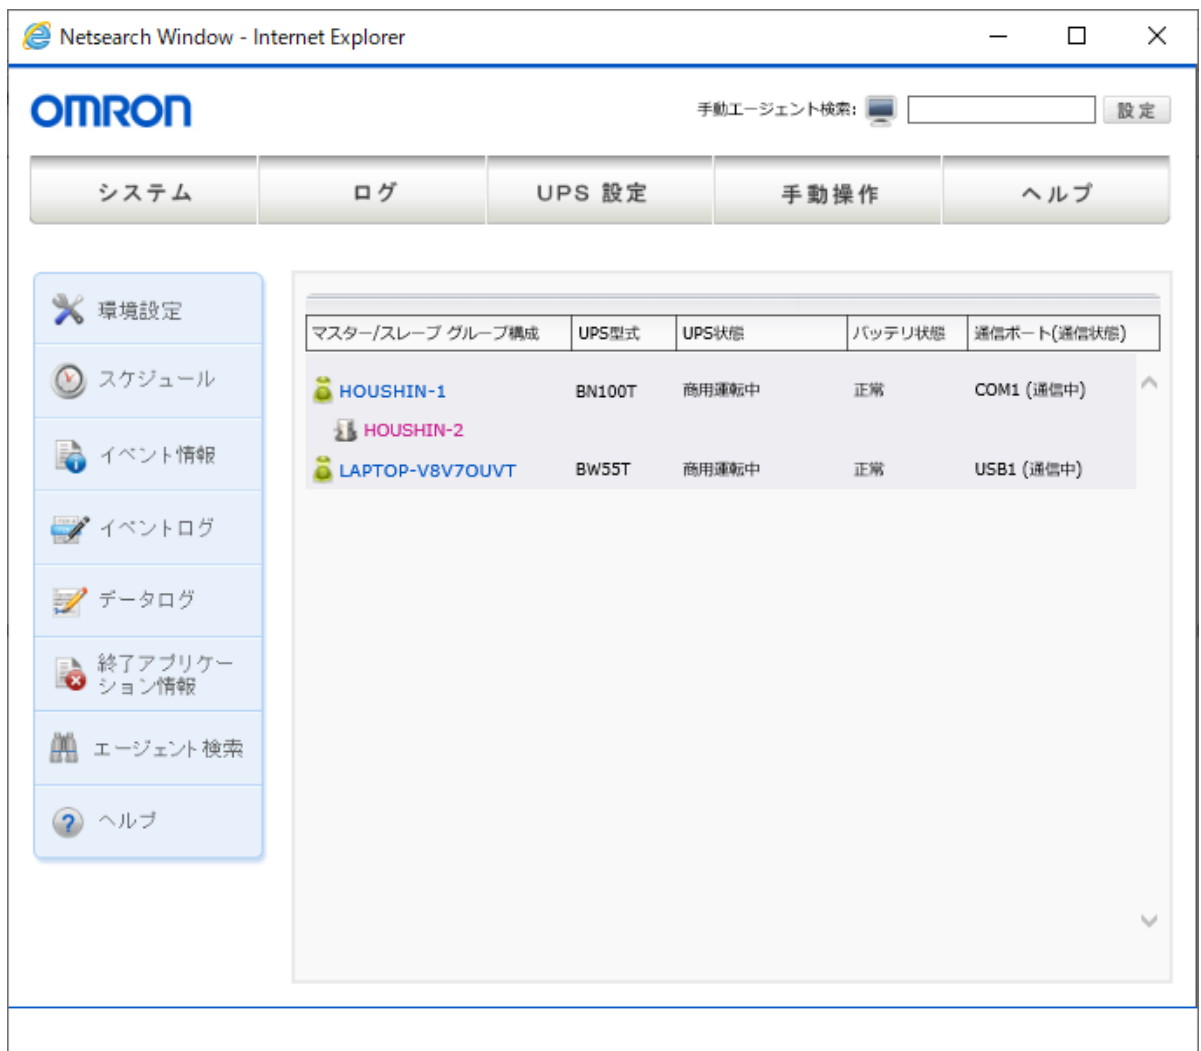 Netsearch Window - Internet Explorer
OMRON
手動エージェント検索:
設定
システム
ログ
UPS 設定
手動操作
ヘルプ
環境設定
スケジュール
イベント情報
イベントログ
データログ
終了アプリケー
ション情報
エージェント検索
ヘルプ
マスター/スレーブ グループ構成 UPS型式 UPS状態 バッテリ状態 通信ポート(通信状態)
HOUSHIN-1 BN100T 商用運転中 正常 COM1 (通信中)
HOUSHIN-2
LAPTOP-V8V7OUVT BW55T 商用運転中 正常 USB1 (通信中)